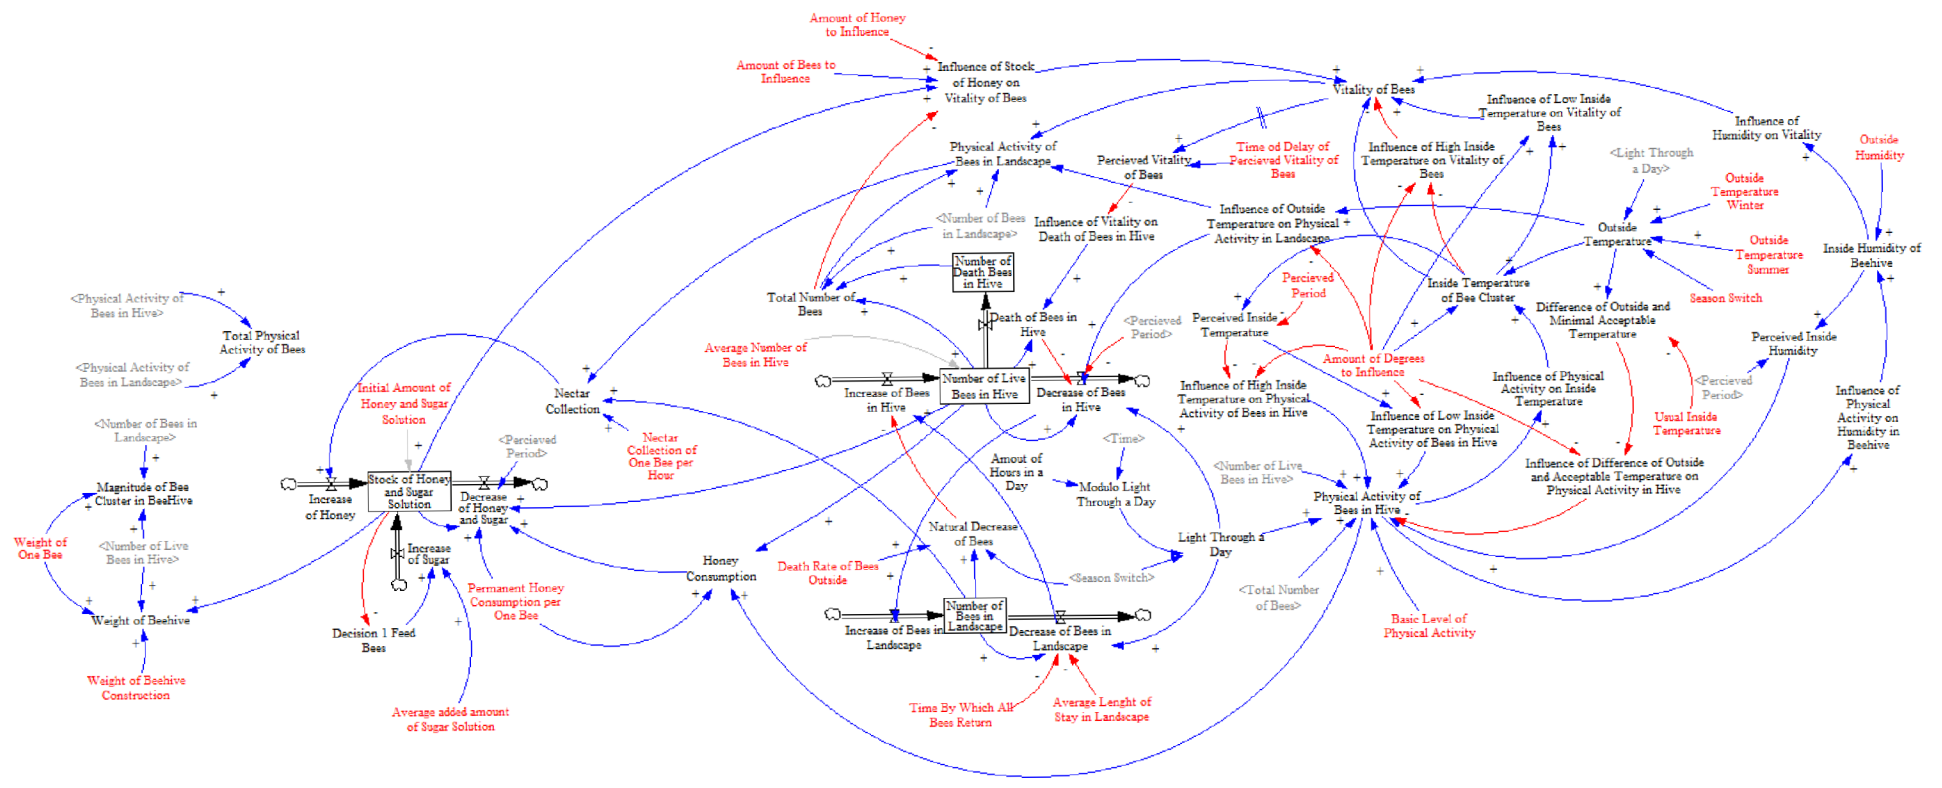 Amount of Honey
to Influence
Amount of Bees to
Influence
Influence of Stock
of Honey on
Vitality of Bees
Vitality of Bees
Influence of Low Inside
Temperature on Vitality of
Bees
Influence of
Humidity on Vitality
Outside
Humidity
Physical Activity of
Bees in Landscape
Percieved Vitality
of Bees
Time od Delay of
Percieved Vitality of
Bees
Influence of High Inside
Temperature on Vitality of
Bees
<Light Through
a Day>
Outside
Temperature
Winter
<Number of Bees
in Landscape>
Influence of Vitality on
Death of Bees in Hive
Influence of Outside
Temperature on Physical
Activity in Landscape
Outside
Temperature
Outside
Temperature
Summer
Inside Humidity of
Beehive
Number of
Death Bees
in Hive
Percieved
Period
Inside Temperature
of Bee Cluster
Season Switch
<Physical Activity of
Bees in Hive>
Total Number of
Bees
Total Physical
Activity of Bees
Death of Bees in
Hive
<Percieved
Period>
Perceived Inside
Temperature
Difference of Outside and
Minimal Acceptable
Temperature
Perceived Inside
Humidity
<Physical Activity of
Bees in Landscape>
Average Number of
Bees in Hive
Amount of Degrees
to Influence
Initial Amount of
Honey and Sugar
Solution
Nectar
Collection
Increase of Bees
in Hive
Number of Live
Bees in Hive
Decrease of Bees
in Hive
Influence of High Inside
Temperature on Physical
Activity of Bees in Hive
Influence of Physical
Activity on Inside
Temperature
<Percieved
Period>
Influence of
Physical
Activity on
Humidity in
Beehive
<Number of Bees in
Landscape>
<Percieved
Period>
Nectar
Collection of
One Bee per
Hour
<Time>
Influence of Low Inside
Temperature on Physical
Activity of Bees in Hive
Usual Inside
Temperature
Amout of
Hours in a
Day
Modulo Light
Through a Day
<Number of Live
Bees in Hive>
Influence of Difference of Outside
and Acceptable Temperature on
Physical Activity in Hive
Magnitude of Bee
Cluster in BeeHive
Increase
of Honey
Stock of Honey
and Sugar
Solution
Decrease
of Honey
and Sugar
Physical Activity of
Bees in Hive
Weight of
One Bee
<Number of Live
Bees in Hive>
Increase
of Sugar
Natural Decrease
of Bees
Light Through a
Day
Honey
Consumption
Death Rate of Bees
Outside
<Season Switch>
<Total Number
of Bees>
Permanent Honey
Consumption per
One Bee
Weight of Beehive
Decision 1 Feed
Bees
Increase of Bees in
Landscape
Number of
Bees in
Landscape
Decrease of Bees in
Landscape
Basic Level of
Physical Activity
Weight of Beehive
Construction
Average added amount
of Sugar Solution
Time By Which All
Bees Return
Average Lenght of
Stay in Landscape